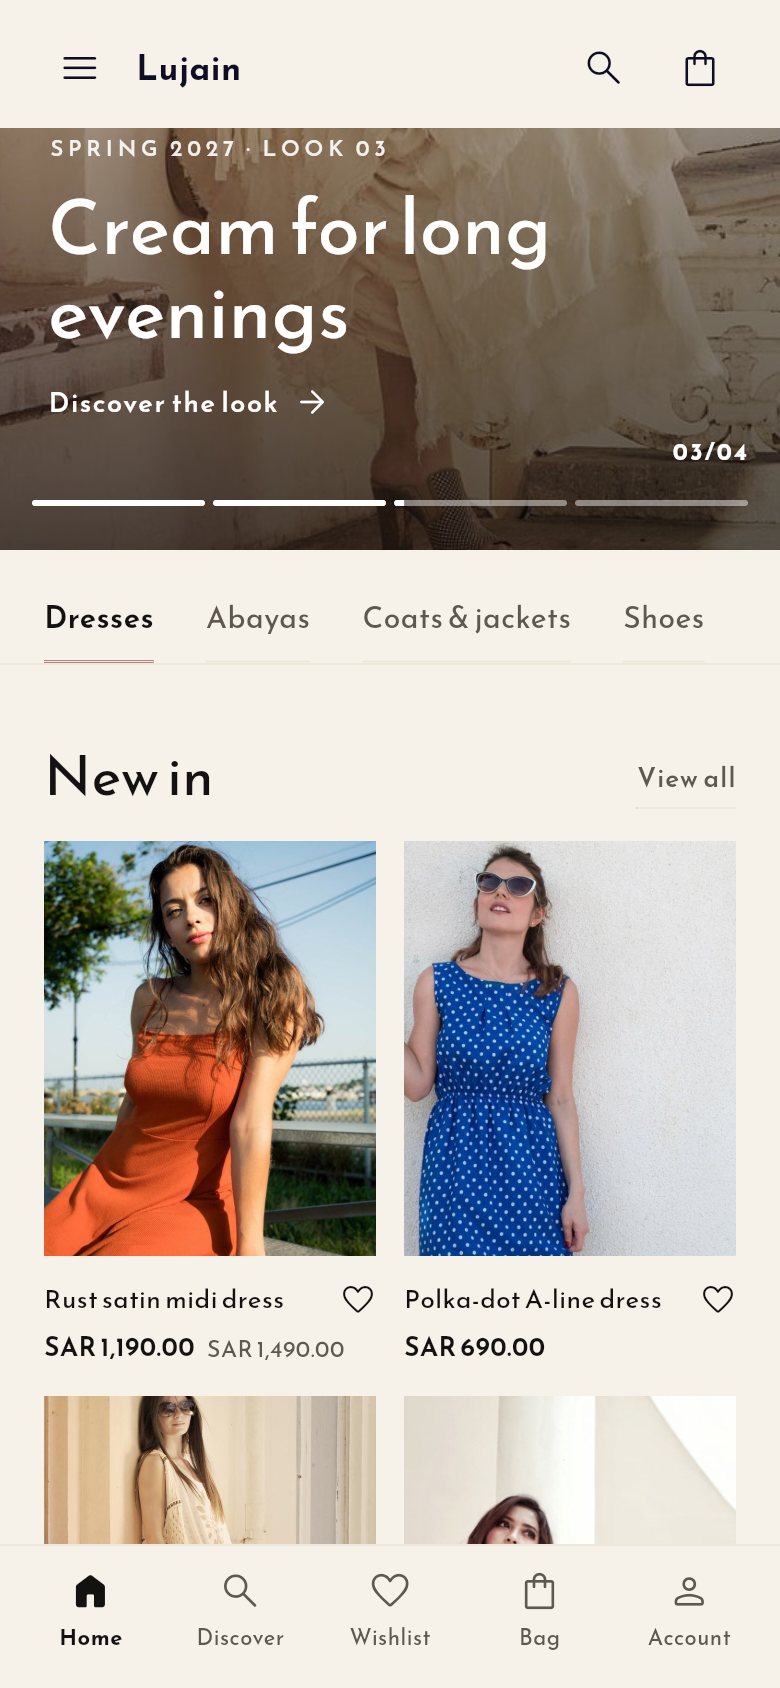 Lujain
SPRING 2027 · LOOK 03
Cream for long
evenings
Discover the look
03/04
Dresses Abayas Coats & jackets Shoes
New in
View all
Rust satin midi dress
SAR 1,190.00 SAR 1,490.00
Polka-dot A-line dress
SAR 690.00
Home Discover Wishlist Bag Account